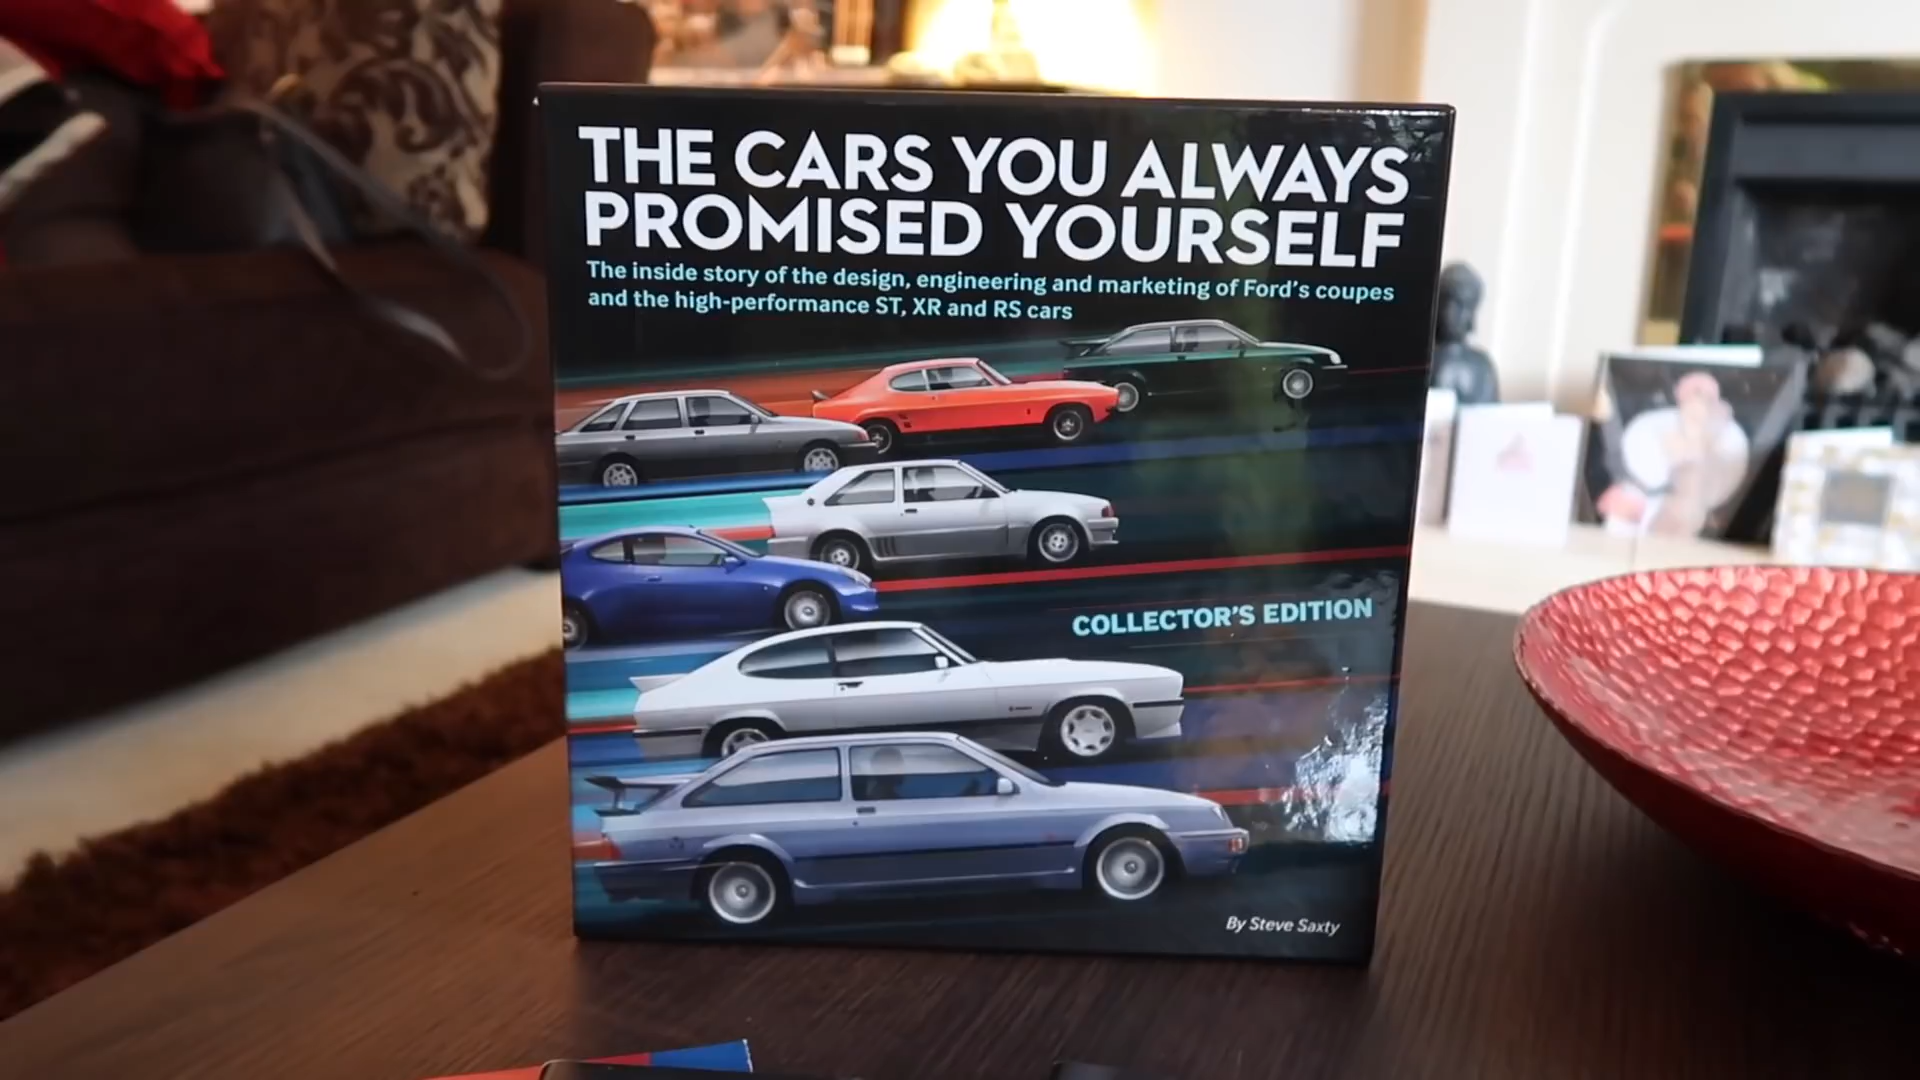 THE CARS YOU ALWAYS
PROMISED YOURSELF
The inside story of the design, engineering and marketing of Ford's coupes
and the high-performance ST, XR and RS cars
COLLECTOR'S EDITION
By Steve Saxty